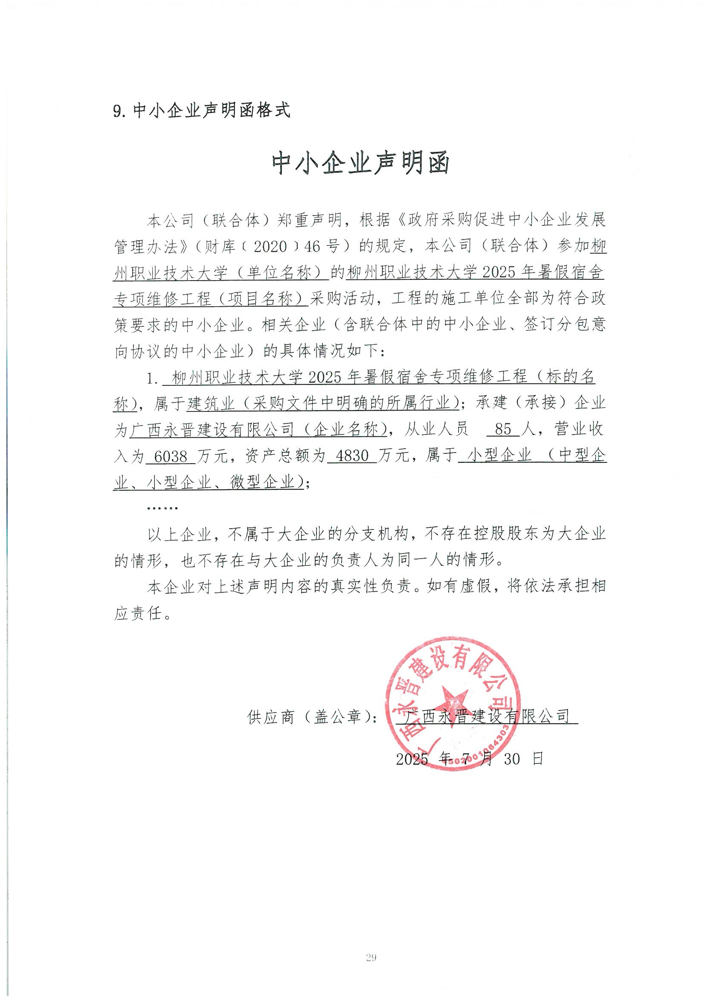 9.中小企业声明函格式
中小企业声明函
本公司（联合体）郑重声明，根据《政府采购促进中小企业发展
管理办法》（财库﹝2020﹞46号）的规定，本公司（联合体）参加柳
州职业技术大学（单位名称）的柳州职业技术大学2025年暑假宿舍
专项维修工程（项目名称）采购活动，工程的施工单位全部为符合政
策要求的中小企业。相关企业（含联合体中的中小企业、签订分包意
向协议的中小企业）的具体情况如下：
1. 柳州职业技术大学2025年暑假宿舍专项维修工程（标的名
称），属于建筑业（采购文件中明确的所属行业）；承建（承接）企业
为广西永晋建设有限公司（企业名称），从业人员 85 人，营业收
入为 6038 万元，资产总额为 4830 万元，属于 小型企业 （中型企
业、小型企业、微型企业）；
……
以上企业，不属于大企业的分支机构，不存在控股股东为大企业
的情形，也不存在与大企业的负责人为同一人的情形。
本企业对上述声明内容的真实性负责。如有虚假，将依法承担相
应责任。
广西永晋建设有限公司
供应商（盖公章）： 广西永晋建设有限公司
4502001064303
2025 年 7 月 30 日
29